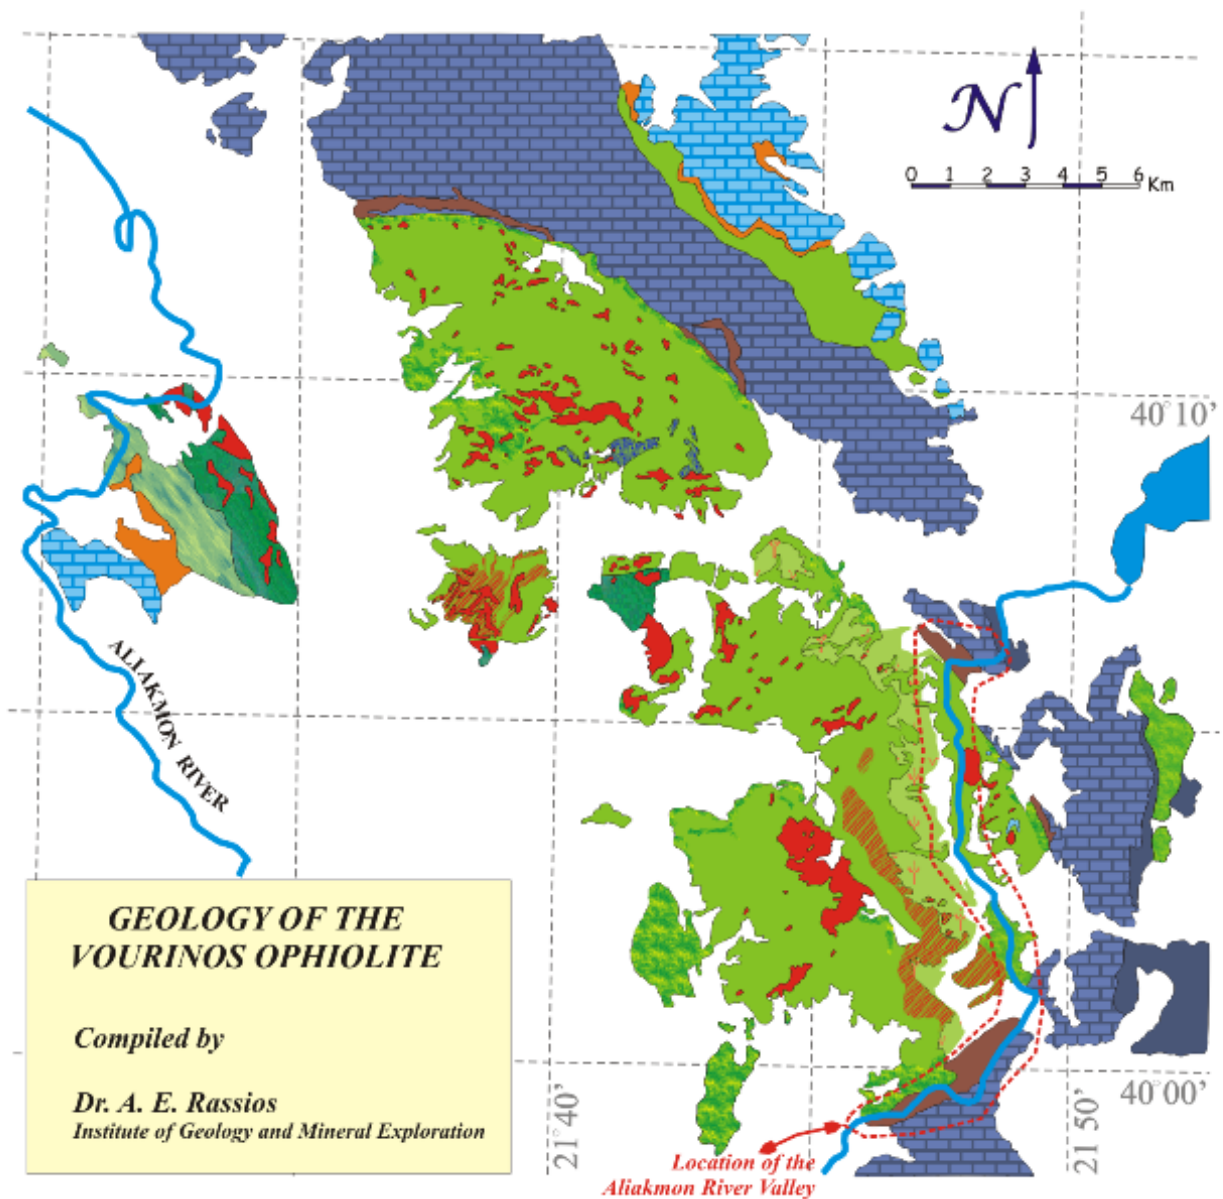 N
0 1 2 3 4 5 6 Km
40°10'
ALIAKMON RIVER
GEOLOGY OF THE
VOURINOS OPHIOLITE
Compiled by
Dr. A. E. Rassios
Institute of Geology and Mineral Exploration
21°40'
21 50'
40°00'
Location of the
Aliakmon River Valley